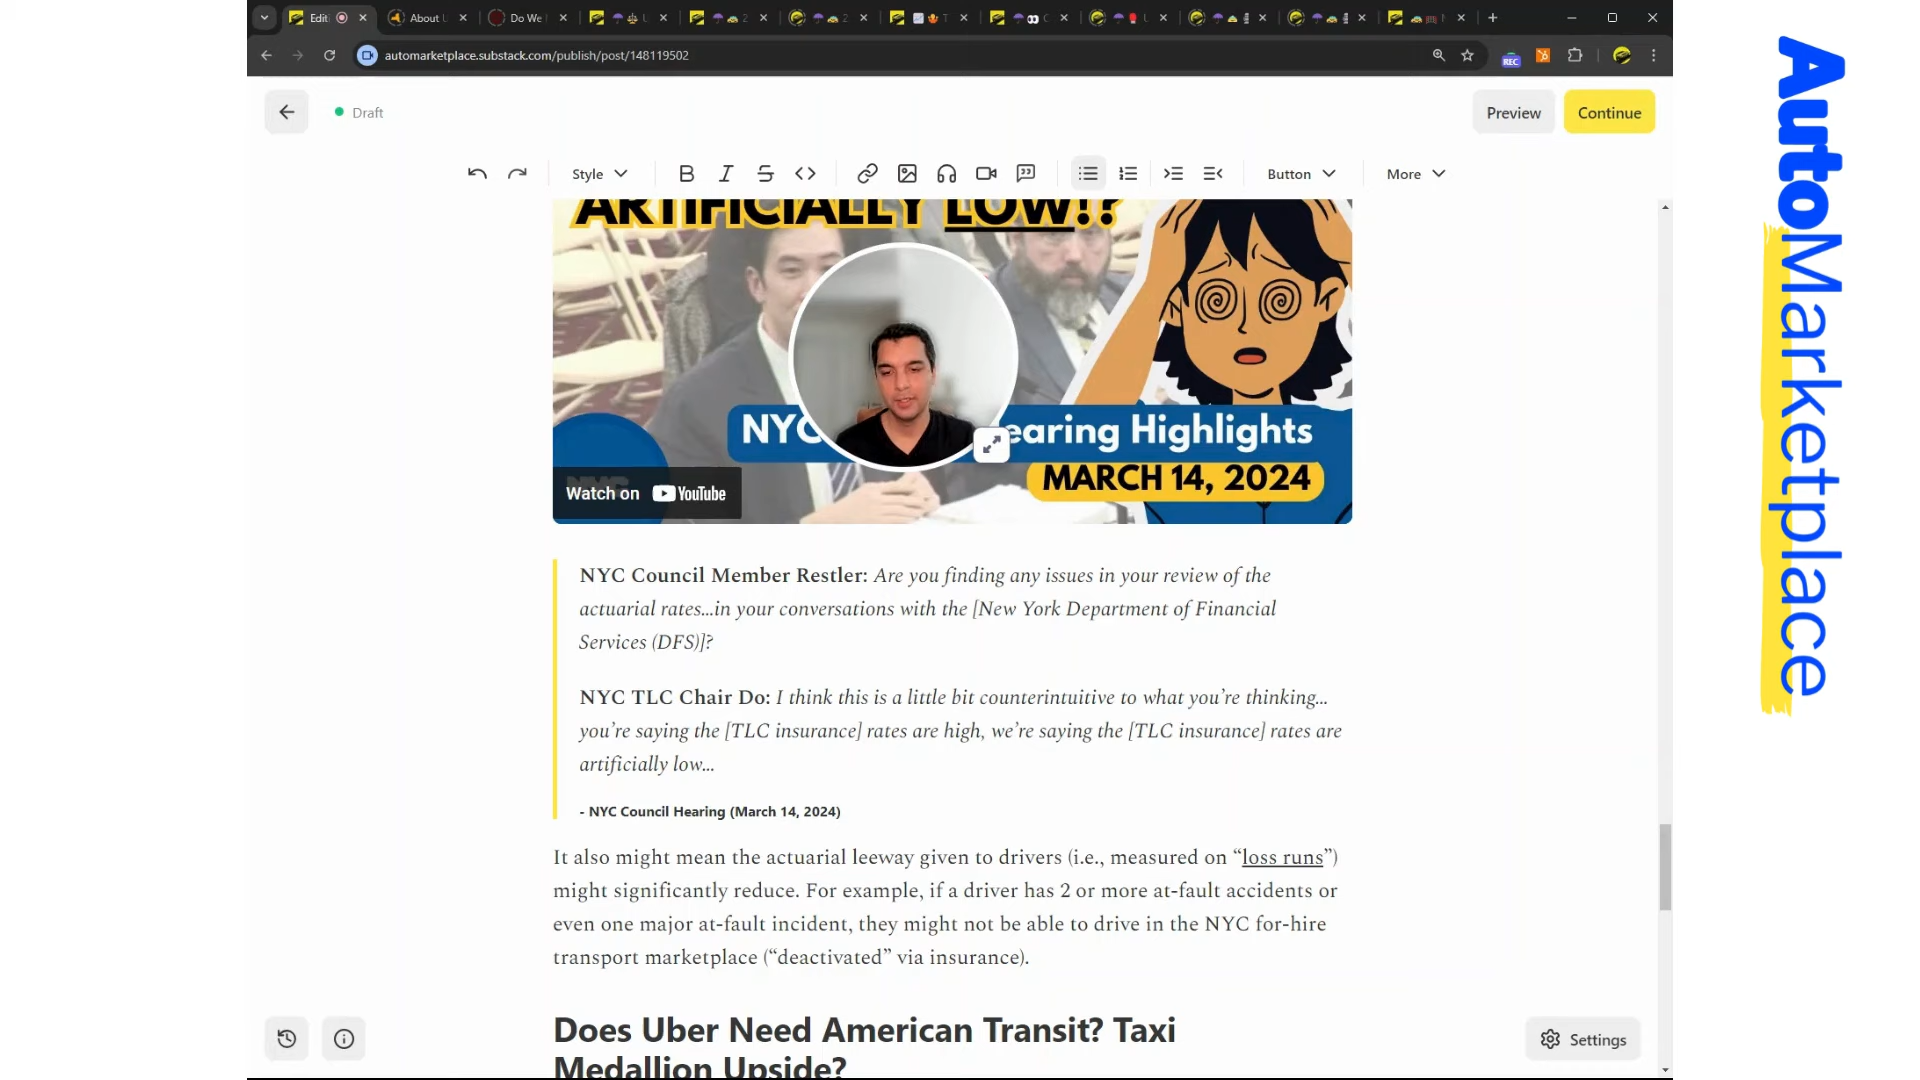 Edit
About
Do We
automarketplace.substack.com/publish/post/148119502
REC
Draft
Preview
Continue
Style
Button
More
ARTIFICIALLY LOW!?
NYC
earing Highlights
MARCH 14, 2024
Watch on YouTube
NYC Council Member Restler: Are you finding any issues in your review of the
actuarial rates…in your conversations with the [New York Department of Financial
Services (DFS)]?
NYC TLC Chair Do: I think this is a little bit counterintuitive to what you’re thinking…
you’re saying the [TLC insurance] rates are high, we’re saying the [TLC insurance] rates are
artificially low…
- NYC Council Hearing (March 14, 2024)
It also might mean the actuarial leeway given to drivers (i.e., measured on “loss runs”)
might significantly reduce. For example, if a driver has 2 or more at-fault accidents or
even one major at-fault incident, they might not be able to drive in the NYC for-hire
transport marketplace (“deactivated” via insurance).
Does Uber Need American Transit? Taxi
Medallion Upside?
Settings
AutoMarketplace